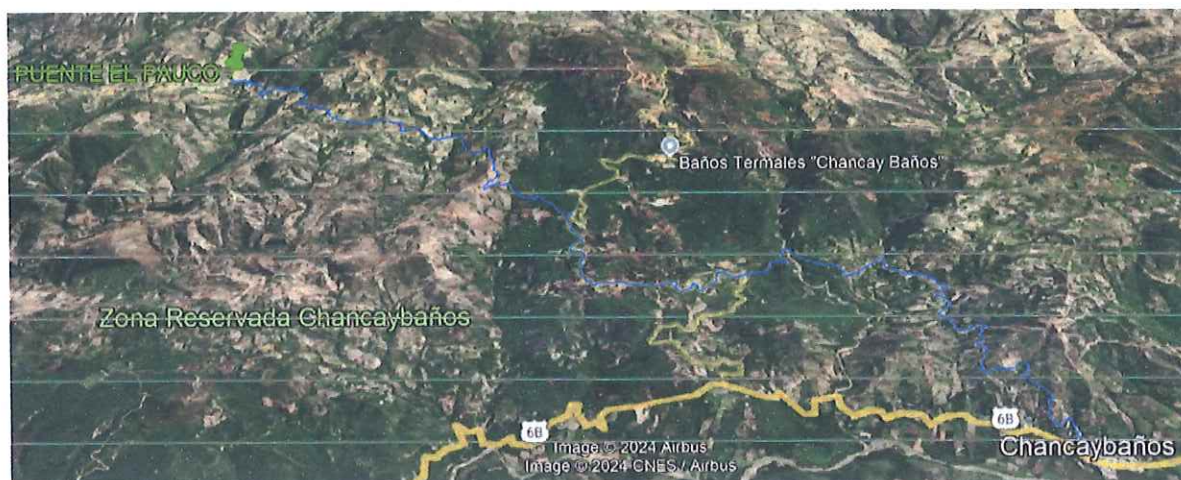 PUENTE EL PAUCO
Baños Termales "Chancay Baños"
Zona Reservada Chancaybaños
6B
6B
Image © 2024 Airbus
Image © 2024 CNES / Airbus
Chancaybaños